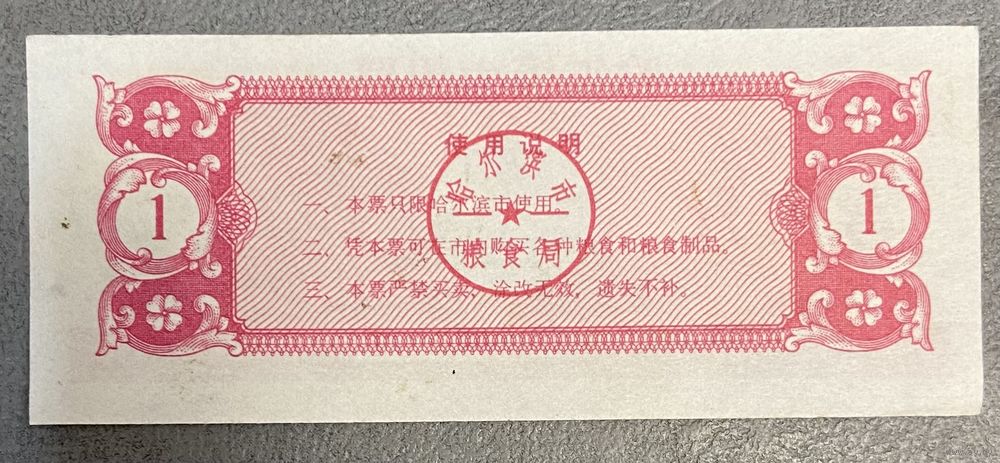 使用说明
哈尔滨市
1
一、本票只限哈尔滨市使用。
1
二、凭本票可在市内购买各种粮食和粮食制品。
粮食局
三、本票严禁买卖、涂改无效,遗失不补。